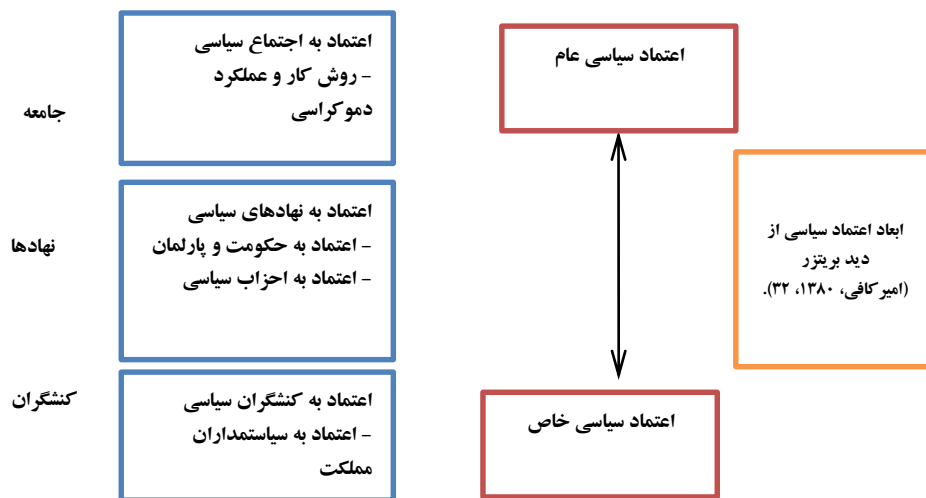 اعتماد سیاسی عام
ابعاد اعتماد سیاسی از
دید بریتزر
(امیرکافی، ۱۳۸۰، ۳۲).
اعتماد سیاسی خاص
اعتماد به اجتماع سیاسی
- روش کار و عملکرد
دموکراسی
جامعه
اعتماد به نهادهای سیاسی
- اعتماد به حکومت و پارلمان
- اعتماد به احزاب سیاسی
نهادها
اعتماد به کنشگران سیاسی
- اعتماد به سیاستمداران
مملکت
کنشگران